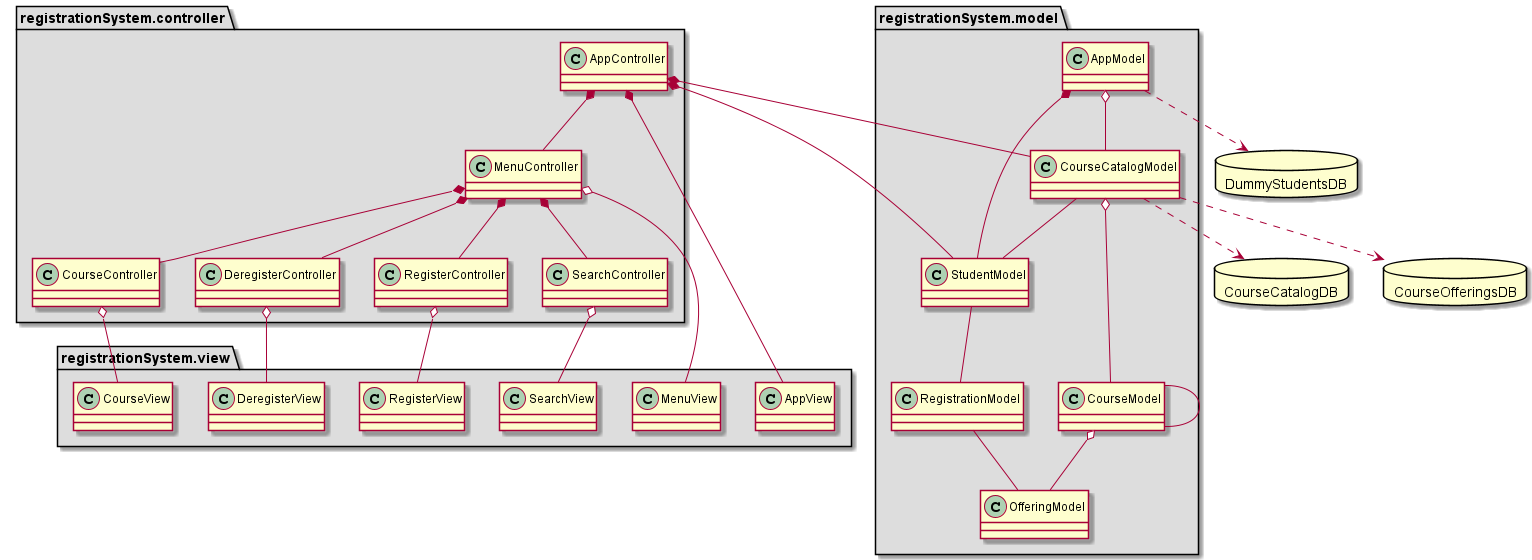 registrationSystem.controller
registrationSystem.model
C AppController
C AppModel
C MenuController
C CourseCatalogModel
DummyStudentsDB
C CourseController
C DeregisterController
C RegisterController
C SearchController
C StudentModel
CourseCatalogDB
CourseOfferingsDB
registrationSystem.view
C CourseView
C DeregisterView
C RegisterView
C SearchView
C MenuView
C AppView
C RegistrationModel
C CourseModel
C OfferingModel